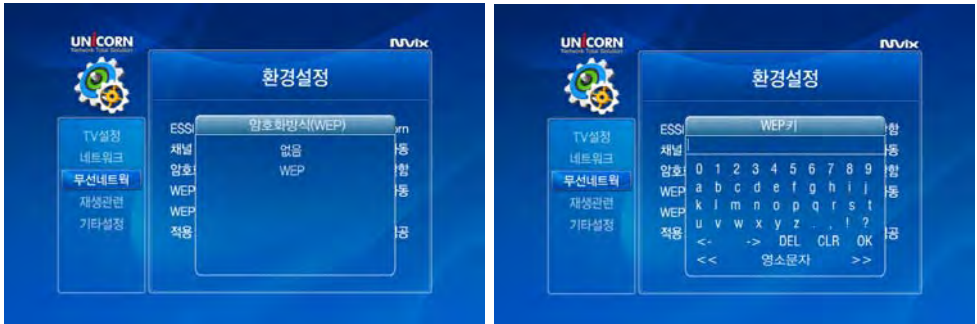 UNICORN
Network Total Solution
MViX
환경설정
TV설정
네트워크
무선네트웍
재생관련
기타설정
ESSI
채널
암호
WEP
WEP
적용
암호화방식(WEP)
없음
WEP
UNICORN
Network Total Solution
MViX
환경설정
TV설정
네트워크
무선네트웍
재생관련
기타설정
ESSI
채널
암호
WEP
WEP
적용
WEP키
0 1 2 3 4 5 6 7 8 9
a b c d e f g h i j
k l m n o p q r s t
u v w x y z . , ! ?
<- -> DEL CLR OK
<< 영소문자 >>